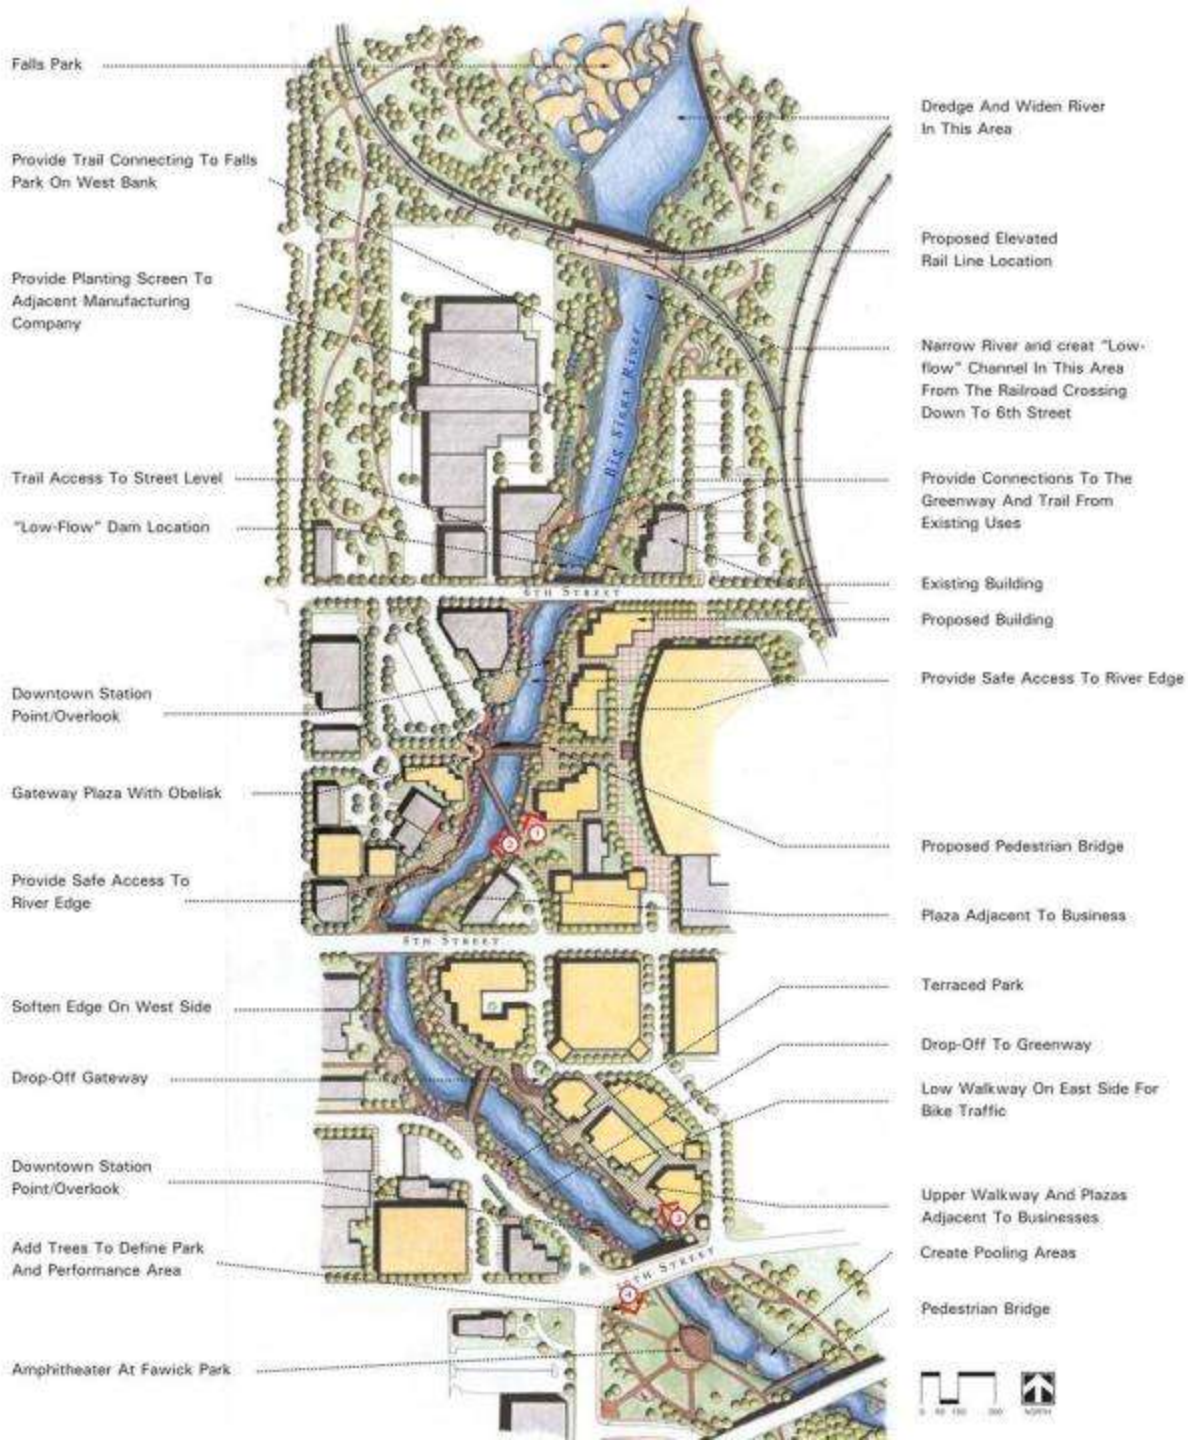 Falls Park
Provide Trail Connecting To Falls
Park On West Bank
Provide Planting Screen To
Adjacent Manufacturing
Company
Trail Access To Street Level
"Low-Flow" Dam Location
Downtown Station
Point/Overlook
Gateway Plaza With Obelisk
Provide Safe Access To
River Edge
Soften Edge On West Side
Drop-Off Gateway
Downtown Station
Point/Overlook
Add Trees To Define Park
And Performance Area
Amphitheater At Fawick Park
Big Sioux River
6TH STREET
1
2
8TH STREET
3
10TH STREET
4
Dredge And Widen River
In This Area
Proposed Elevated
Rail Line Location
Narrow River and creat "Low-
flow" Channel In This Area
From The Railroad Crossing
Down To 6th Street
Provide Connections To The
Greenway And Trail From
Existing Uses
Existing Building
Proposed Building
Provide Safe Access To River Edge
Proposed Pedestrian Bridge
Plaza Adjacent To Business
Terraced Park
Drop-Off To Greenway
Low Walkway On East Side For
Bike Traffic
Upper Walkway And Plazas
Adjacent To Businesses
Create Pooling Areas
Pedestrian Bridge
NORTH